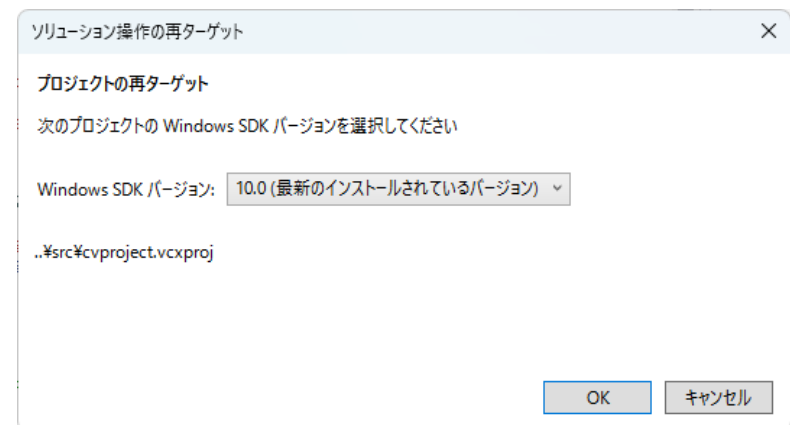 ソリューション操作の再ターゲット
プロジェクトの再ターゲット
次のプロジェクトの Windows SDK バージョンを選択してください
Windows SDK バージョン: 10.0 (最新のインストールされているバージョン)
..¥src¥cvproject.vcxproj
OK キャンセル